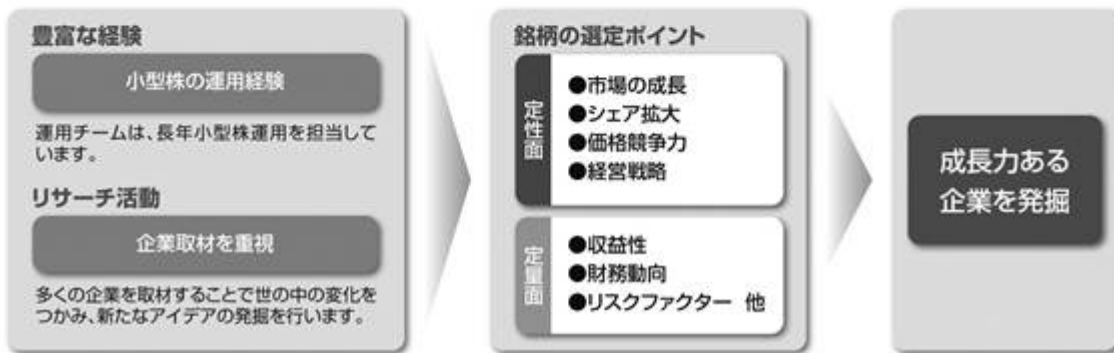 豊富な経験
小型株の運用経験
運用チームは、長年小型株運用を担当して
います。
リサーチ活動
企業取材を重視
多くの企業を取材することで世の中の変化を
つかみ、新たなアイデアの発掘を行います。
銘柄の選定ポイント
定性面
●市場の成長
●シェア拡大
●価格競争力
●経営戦略
定量面
●収益性
●財務動向
●リスクファクター 他
成長力ある
企業を発掘